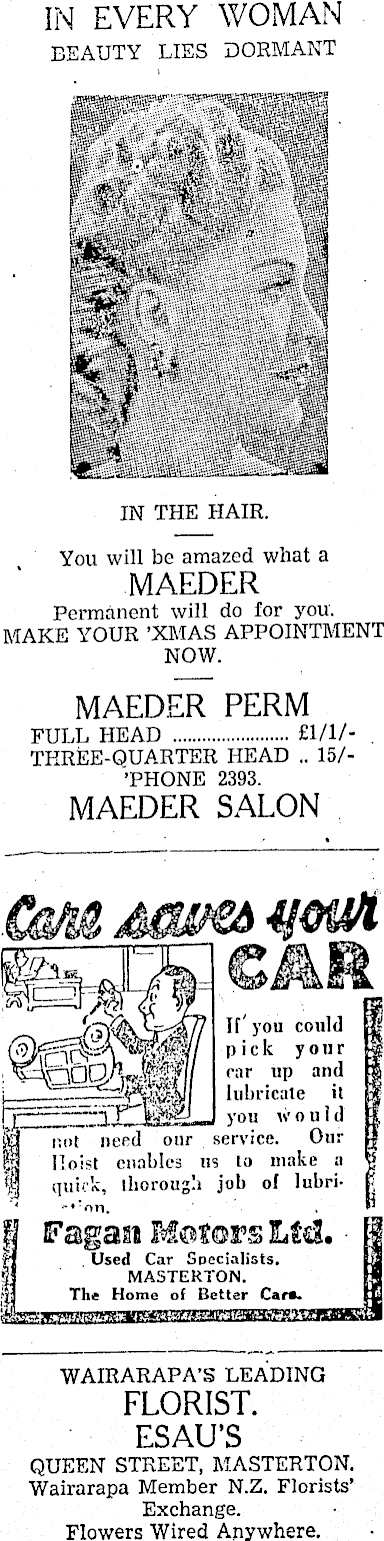 IN EVERY WOMAN
BEAUTY LIES DORMANT
IN THE HAIR.
You will be amazed what a
MAEDER
Permanent will do for you.
MAKE YOUR 'XMAS APPOINTMENT
NOW.
MAEDER PERM
FULL HEAD ....................... £1/1/-
THREE-QUARTER HEAD .. 15/-
'PHONE 2393.
MAEDER SALON
Care saves your
CAR
If you could
pick your
car up and
lubricate it
you would
not need our service. Our
Hoist enables us to make a
quick, thorough job of lubri-
Fagan Motors Ltd.
Used Car Specialists.
MASTERTON.
The Home of Better Cars.
WAIRARAPA'S LEADING
FLORIST.
ESAU'S
QUEEN STREET, MASTERTON.
Wairarapa Member N.Z. Florists'
Exchange.
Flowers Wired Anywhere.